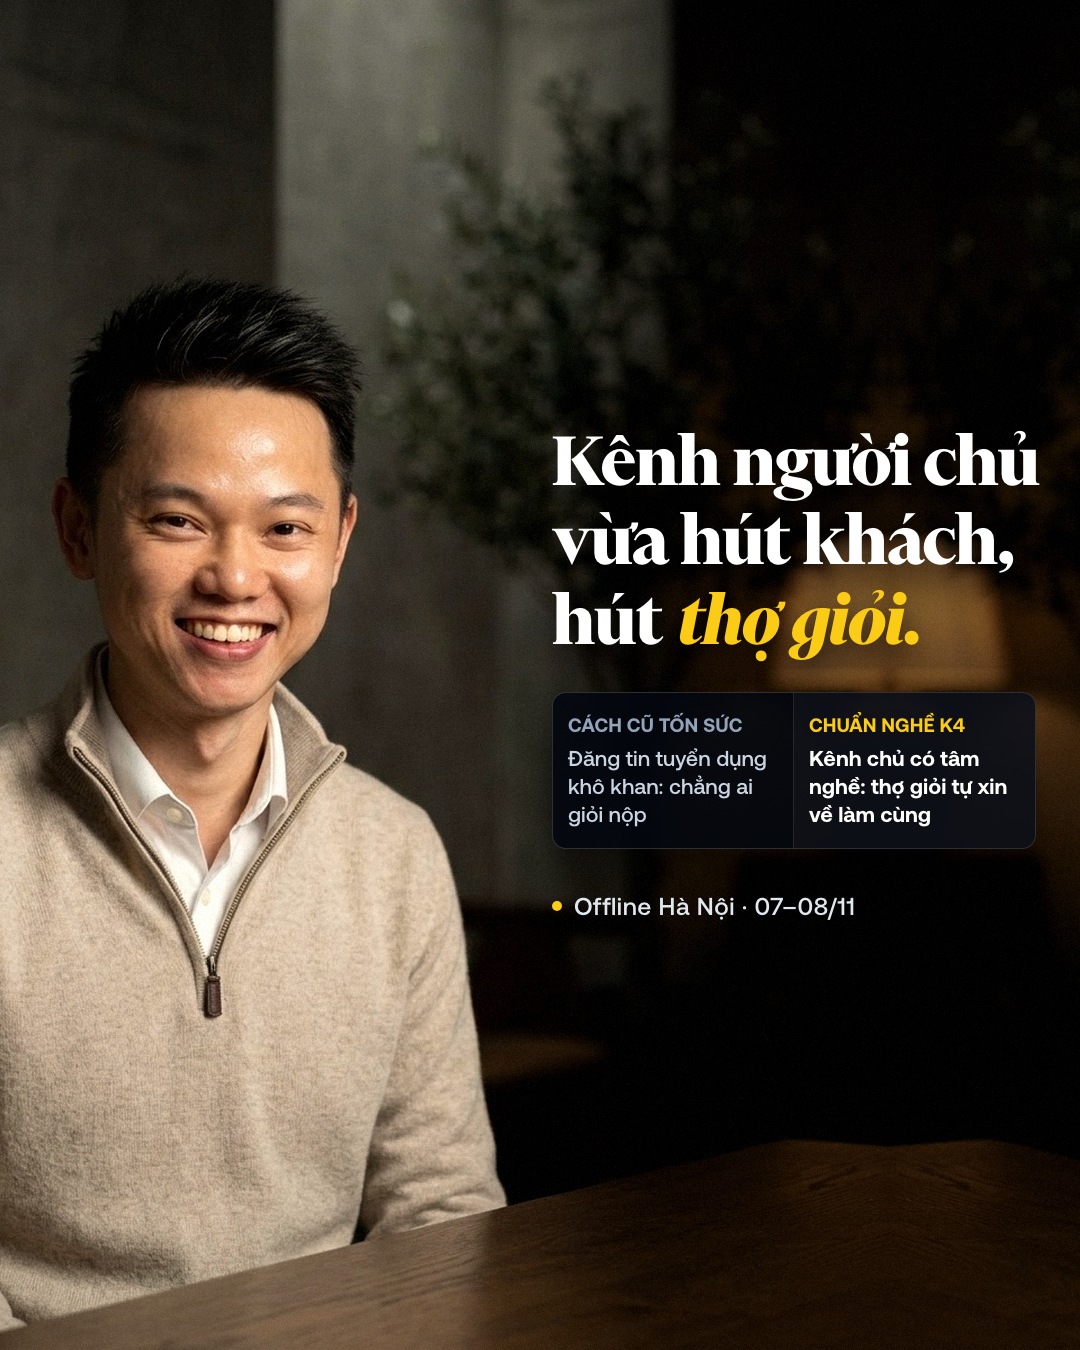 Kênh người chủ
vừa hút khách,
hút thợ giỏi.
CÁCH CŨ TỐN SỨC
Đăng tin tuyển dụng
khô khan: chẳng ai
giỏi nộp
CHUẨN NGHỀ K4
Kênh chủ có tâm
nghề: thợ giỏi tự xin
về làm cùng
Offline Hà Nội · 07–08/11